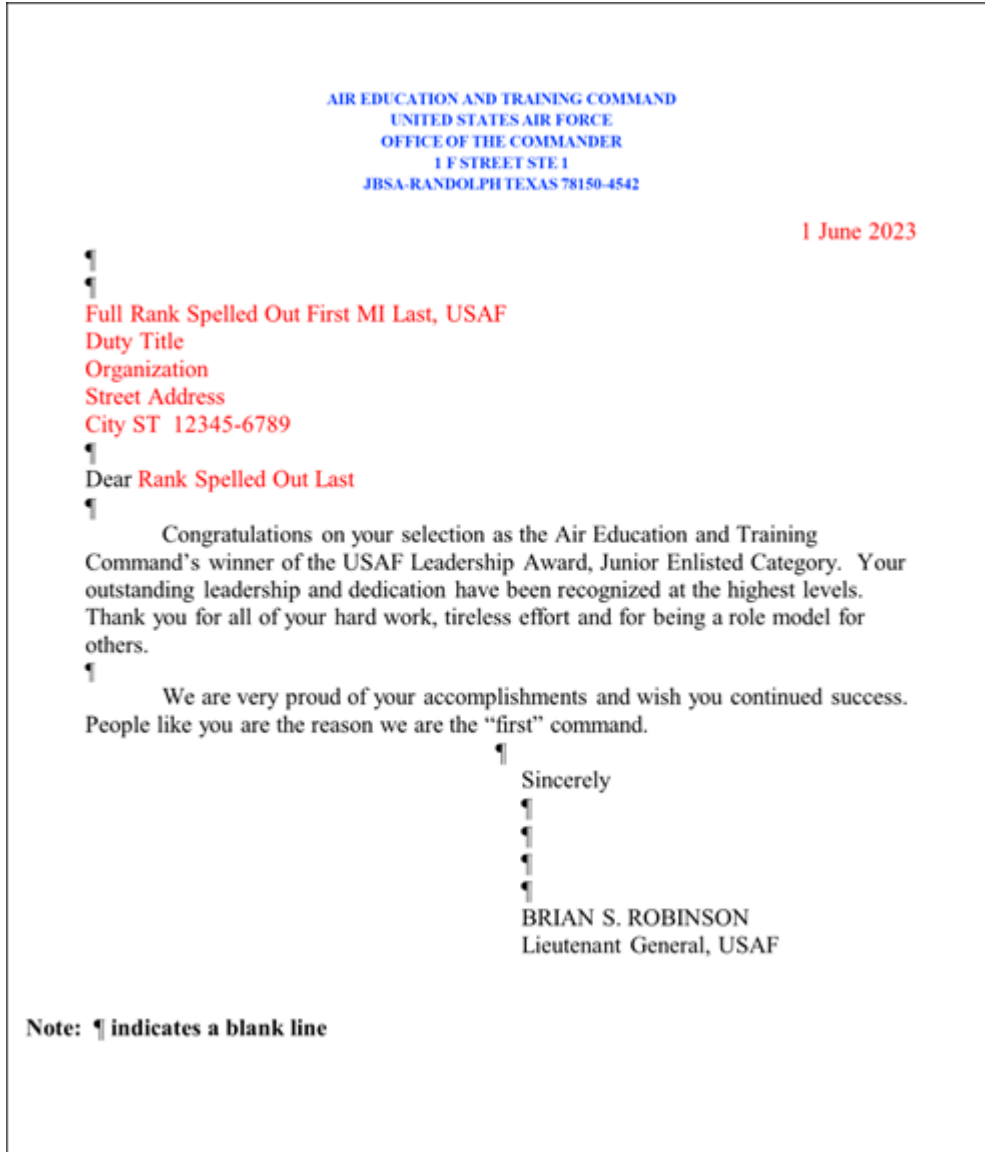 AIR EDUCATION AND TRAINING COMMAND
UNITED STATES AIR FORCE
OFFICE OF THE COMMANDER
1 F STREET STE 1
JBSA-RANDOLPH TEXAS 78150-4542
1 June 2023
¶
¶
Full Rank Spelled Out First MI Last, USAF
Duty Title
Organization
Street Address
City ST  12345-6789
¶
Dear Rank Spelled Out Last
¶
Congratulations on your selection as the Air Education and Training
Command’s winner of the USAF Leadership Award, Junior Enlisted Category.  Your
outstanding leadership and dedication have been recognized at the highest levels.
Thank you for all of your hard work, tireless effort and for being a role model for
others.
¶
We are very proud of your accomplishments and wish you continued success.
People like you are the reason we are the “first” command.
¶
Sincerely
¶
¶
¶
¶
BRIAN S. ROBINSON
Lieutenant General, USAF
Note:  ¶ indicates a blank line